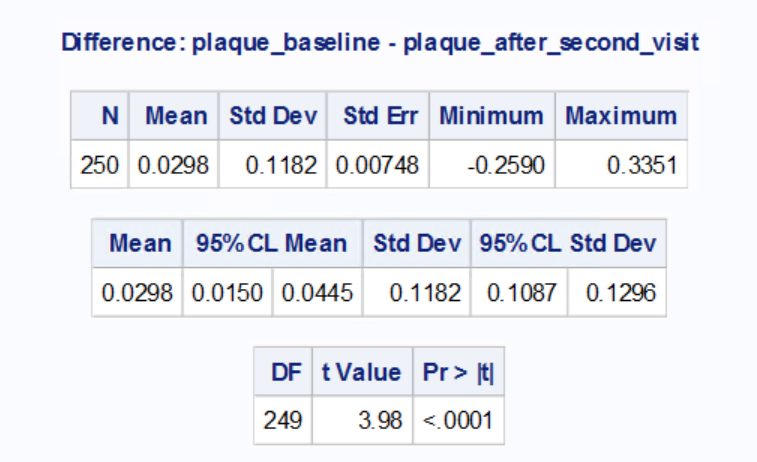 Difference: plaque_baseline - plaque_after_second_visit
N Mean Std Dev Std Err Minimum Maximum
250 0.0298 0.1182 0.00748 -0.2590 0.3351
Mean 95% CL Mean Std Dev 95% CL Std Dev
0.0298 0.0150 0.0445 0.1182 0.1087 0.1296
DF t Value Pr > |t|
249 3.98 <.0001